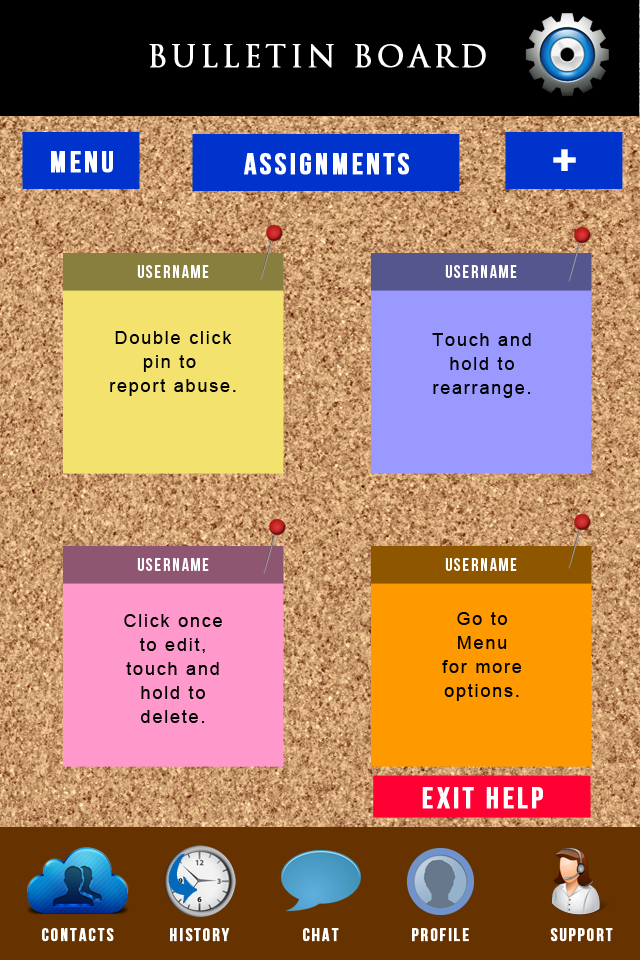 BULLETIN BOARD
MENU
ASSIGNMENTS
+
USERNAME
Double click
pin to
report abuse.
USERNAME
Touch and
hold to
rearrange.
USERNAME
Click once
to edit,
touch and
hold to
delete.
USERNAME
Go to
Menu
for more
options.
EXIT HELP
12
3
6
9
CONTACTS
HISTORY
CHAT
PROFILE
SUPPORT